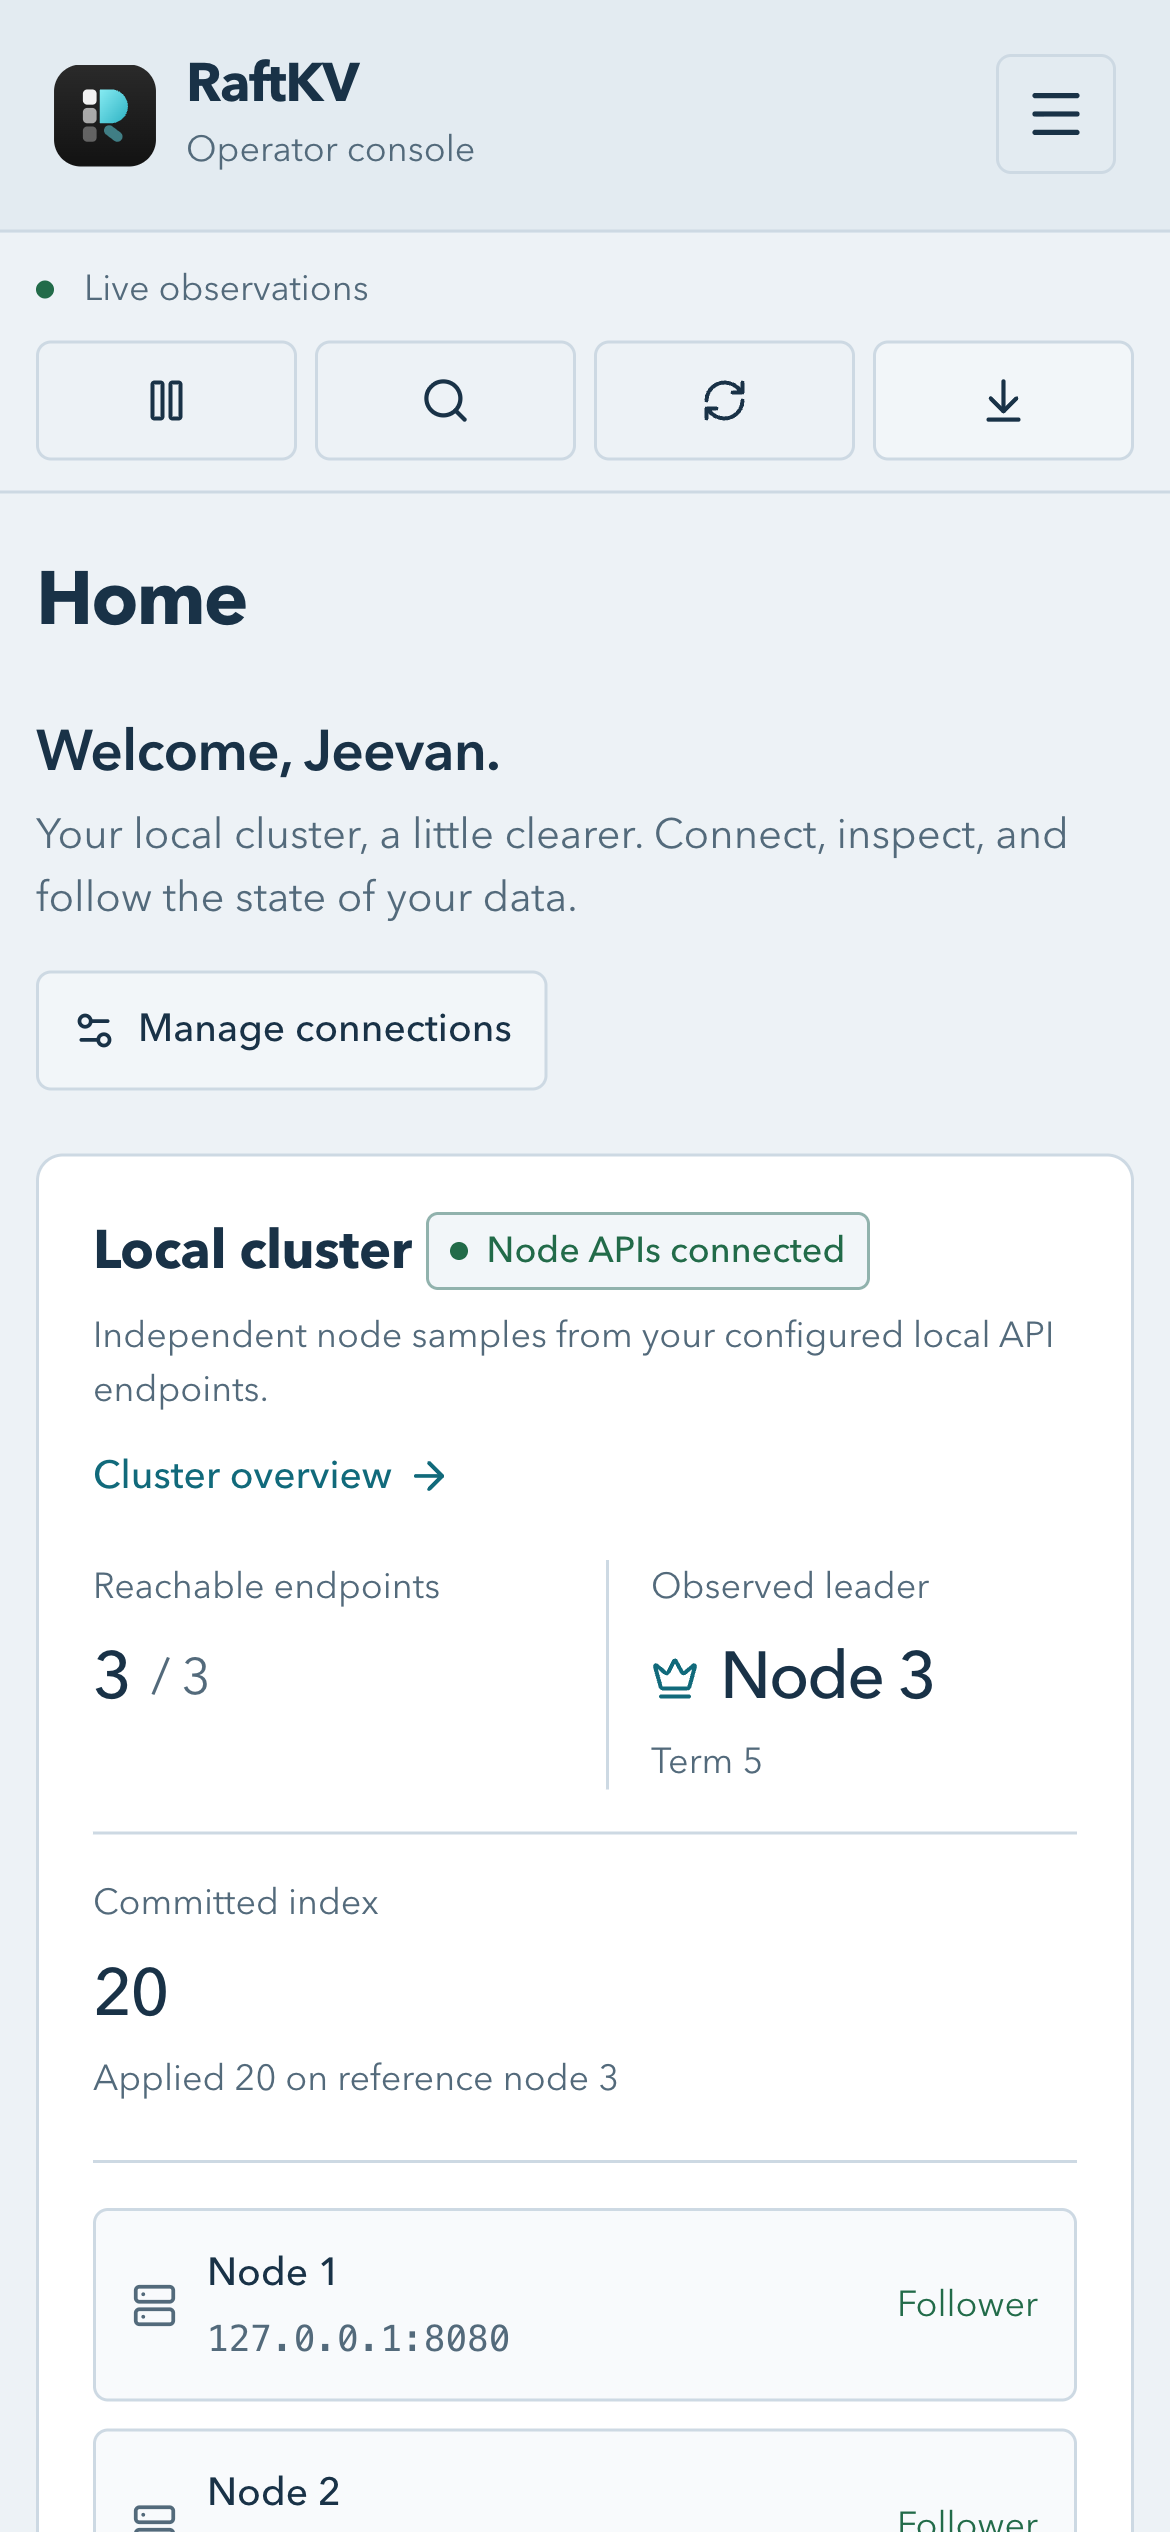 RaftKV
Operator console
Live observations
Home
Welcome, Jeevan.
Your local cluster, a little clearer. Connect, inspect, and
follow the state of your data.
Manage connections
Local cluster
Node APIs connected
Independent node samples from your configured local API
endpoints.
Cluster overview
Reachable endpoints
3 / 3
Observed leader
Node 3
Term 5
Committed index
20
Applied 20 on reference node 3
Node 1
127.0.0.1:8080
Follower
Node 2
Follower